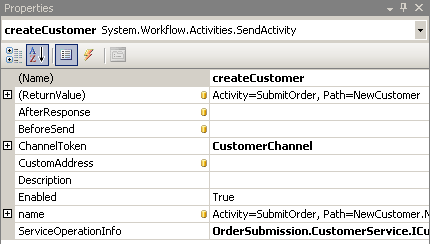 Properties
createCustomer System.Workflow.Activities.SendActivity
(Name) createCustomer
(ReturnValue) Activity=SubmitOrder, Path=NewCustomer
AfterResponse
BeforeSend
ChannelToken CustomerChannel
CustomAddress
Description
Enabled True
name Activity=SubmitOrder, Path=NewCustomer.N
ServiceOperationInfo OrderSubmission.CustomerService.ICu